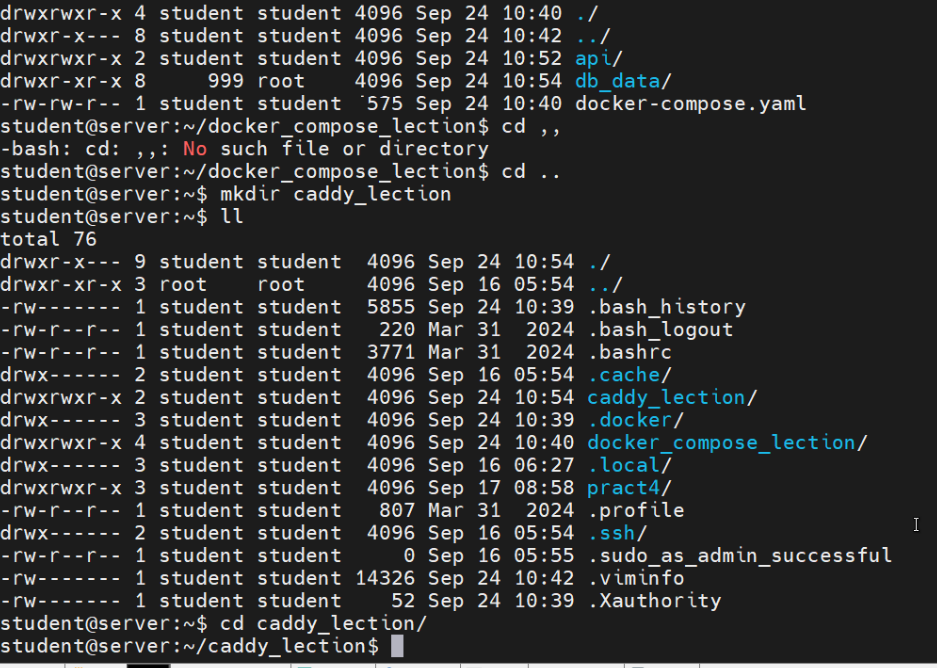 drwxrwxr-x 4 student student 4096 Sep 24 10:40 ./
drwxr-x--- 8 student student 4096 Sep 24 10:42 ../
drwxrwxr-x 2 student student 4096 Sep 24 10:52 api/
drwxr-xr-x 8     999 root    4096 Sep 24 10:54 db_data/
-rw-rw-r-- 1 student student  575 Sep 24 10:40 docker-compose.yaml
student@server:~/docker_compose_lection$ cd ,,
-bash: cd: ,,: No such file or directory
student@server:~/docker_compose_lection$ cd ..
student@server:~$ mkdir caddy_lection
student@server:~$ ll
total 76
drwxr-x--- 9 student student  4096 Sep 24 10:54 ./
drwxr-xr-x 3 root    root     4096 Sep 16 05:54 ../
-rw------- 1 student student  5855 Sep 24 10:39 .bash_history
-rw-r--r-- 1 student student   220 Mar 31  2024 .bash_logout
-rw-r--r-- 1 student student  3771 Mar 31  2024 .bashrc
drwx------ 2 student student  4096 Sep 16 05:54 .cache/
drwxrwxr-x 2 student student  4096 Sep 24 10:54 caddy_lection/
drwx------ 3 student student  4096 Sep 24 10:39 .docker/
drwxrwxr-x 4 student student  4096 Sep 24 10:40 docker_compose_lection/
drwx------ 3 student student  4096 Sep 16 06:27 .local/
drwxrwxr-x 3 student student  4096 Sep 17 08:58 pract4/
-rw-r--r-- 1 student student   807 Mar 31  2024 .profile
drwx------ 2 student student  4096 Sep 16 05:54 .ssh/
-rw-r--r-- 1 student student     0 Sep 16 05:55 .sudo_as_admin_successful
-rw------- 1 student student 14326 Sep 24 10:42 .viminfo
-rw------- 1 student student    52 Sep 24 10:39 .Xauthority
student@server:~$ cd caddy_lection/
student@server:~/caddy_lection$